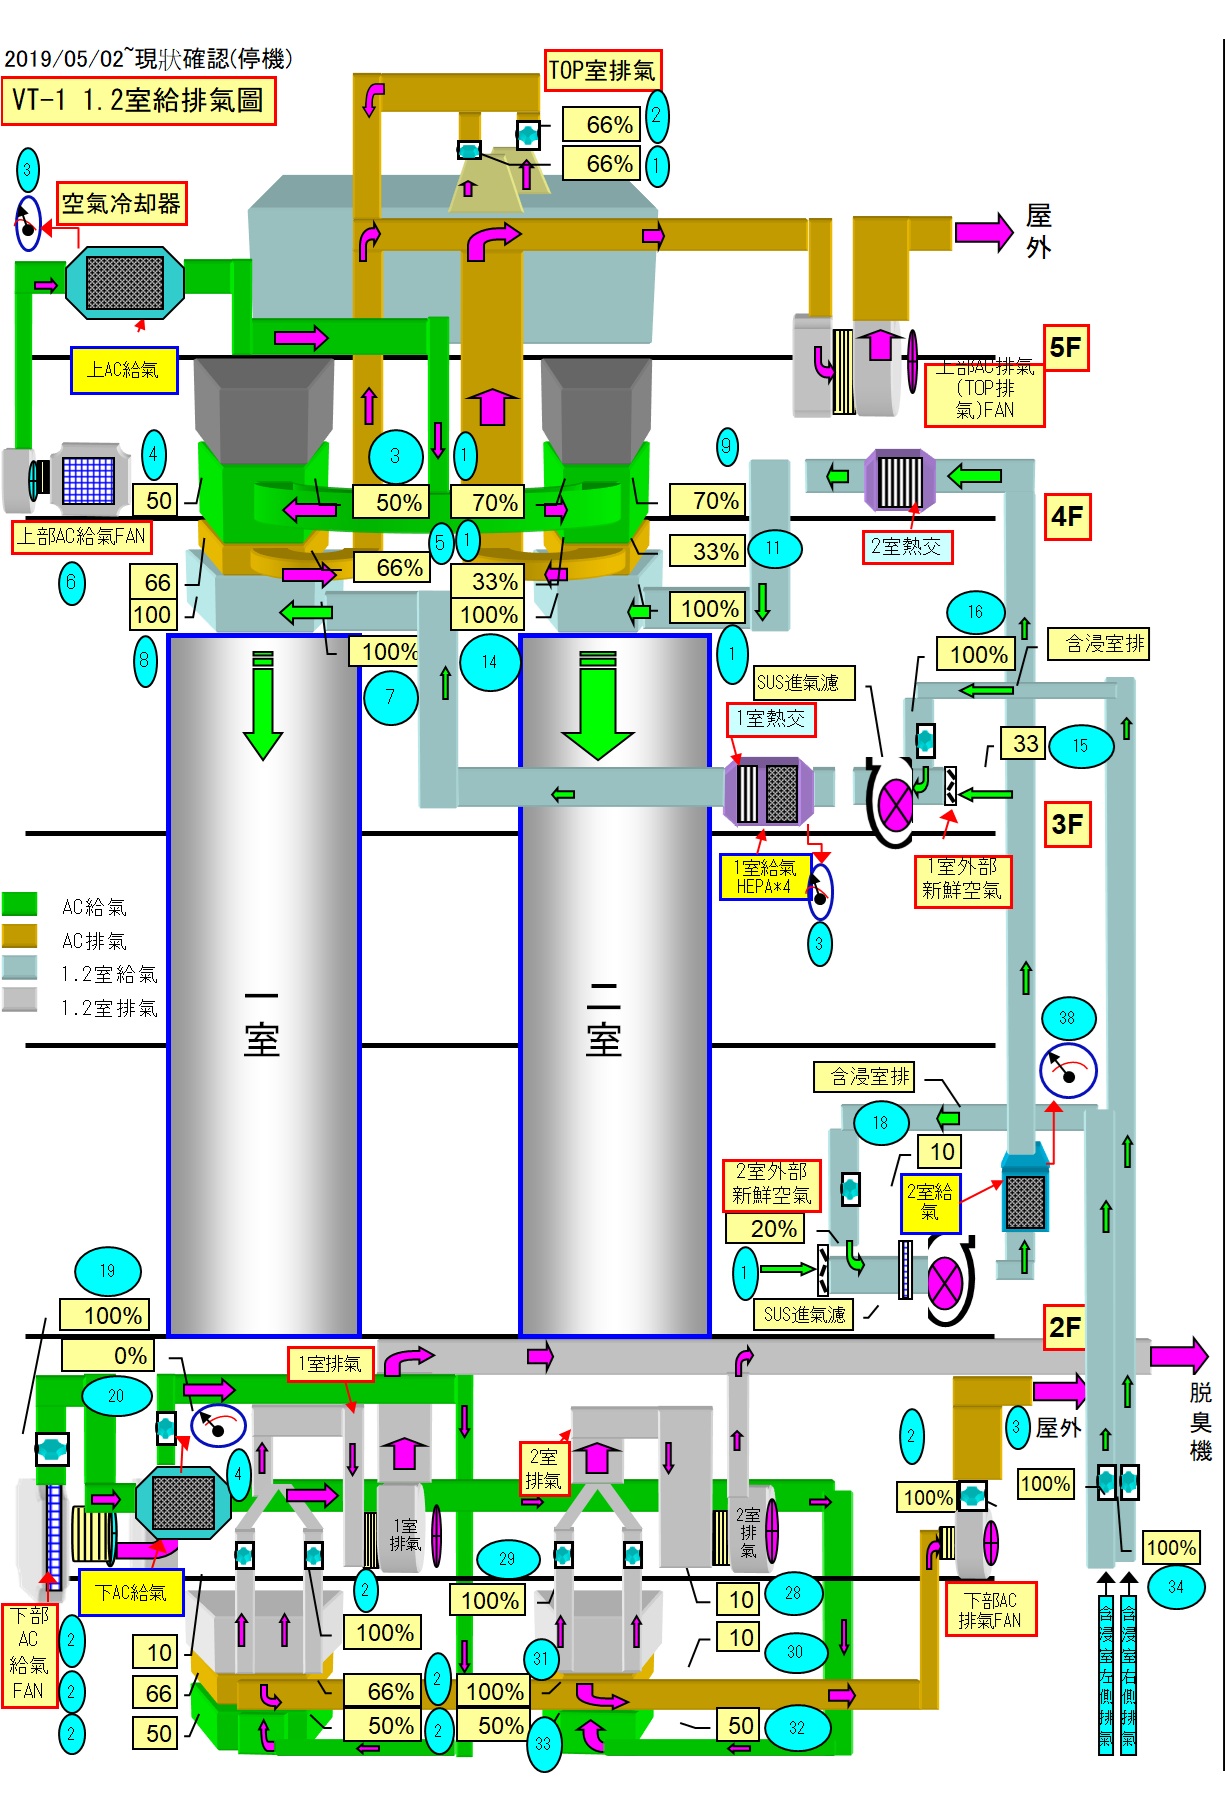 2019/05/02~現狀確認(停機)
VT-1 1.2室給排氣圖
TOP室排氣
66%
2
66%
1
3
空氣冷却器
屋
外
上AC給氣
5F
上部AC排氣
(TOP排
氣)FAN
4
3
1
9
50
50%
70%
70%
4F
上部AC給氣FAN
5
1
33%
11
2室熱交
6
66
66%
33%
100
100%
100%
16
8
100%
14
1
100%
含浸室排
7
SUS進氣濾
1室熱交
33
15
3F
1室給氣
HEPA*4
1室外部
新鮮空氣
3
AC給氣
AC排氣
1.2室給氣
1.2室排氣
一
室
二
室
38
含浸室排
18
10
2室外部
新鮮空氣
2室給
氣
20%
19
1
100%
SUS進氣濾
2F
0%
1室排氣
20
脱
臭
機
2
3
屋外
2室
排氣
4
100%
100%
1室
排氣
2室
排
氣
29
100%
2
28
34
下AC給氣
100%
10
下部AC
排氣FAN
下部
AC
給氣
FAN
2
100%
10
30
10
31
2
66
66%
2
100%
2
50
50%
2
50%
33
50
32
含浸室左側排氣
含浸室右側排氣